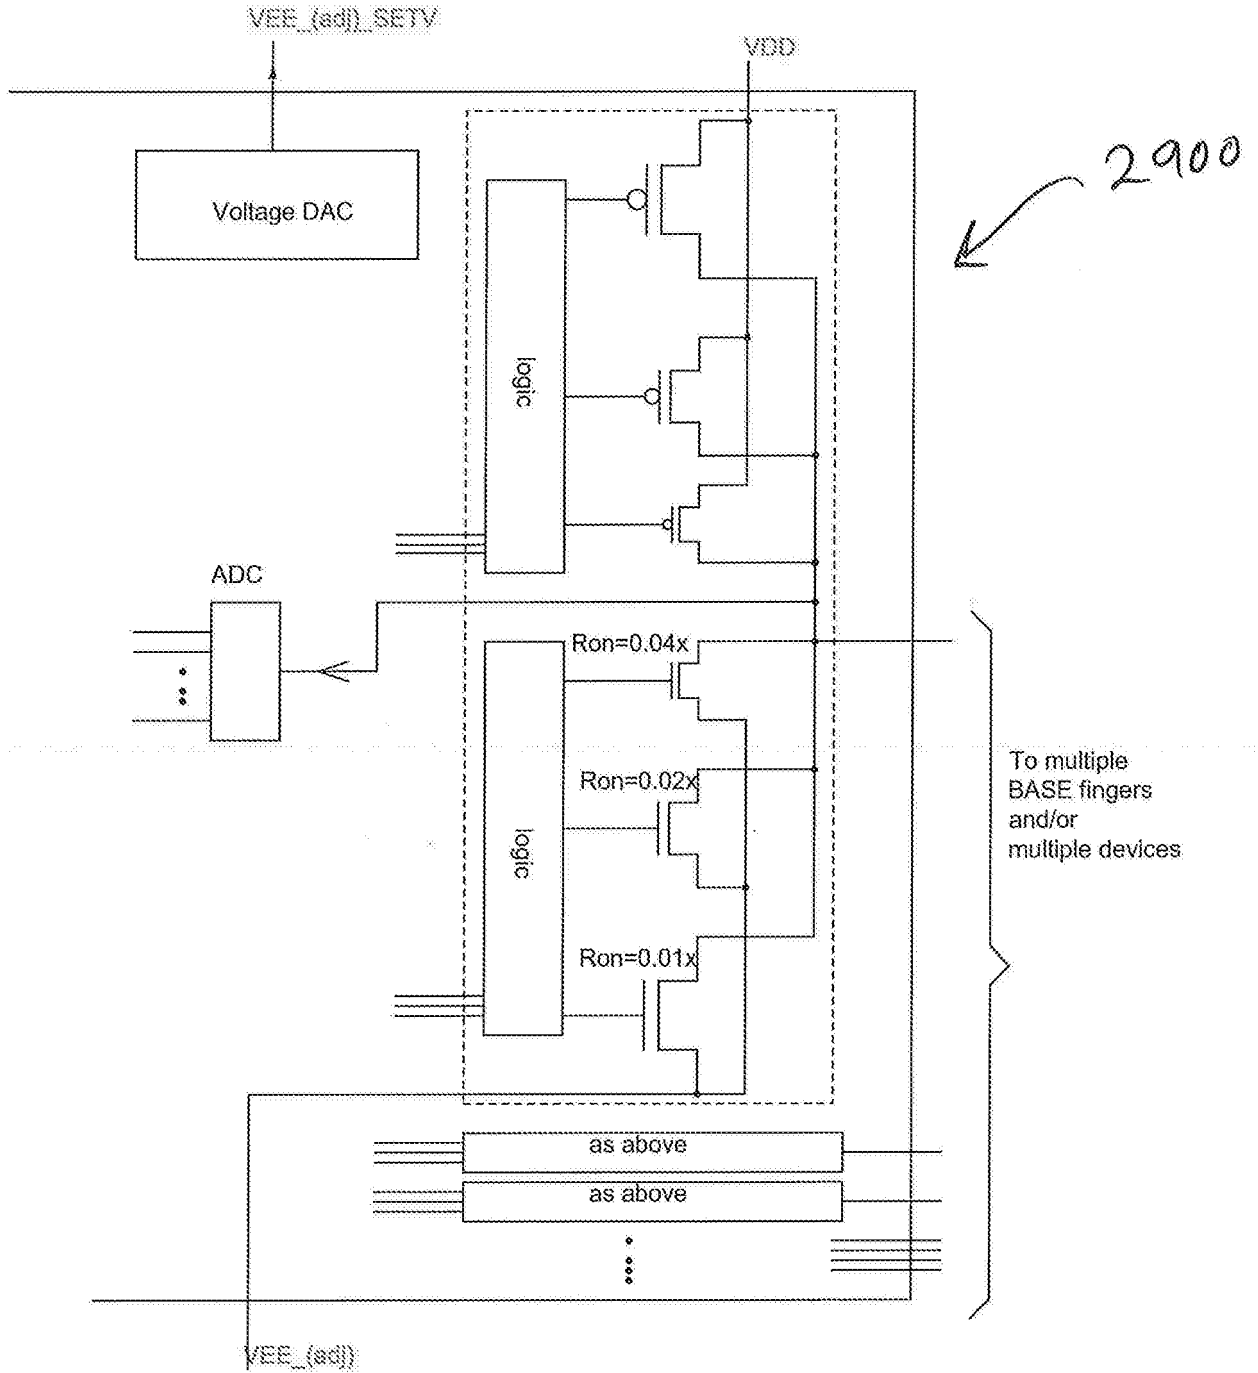 VEE_(adj)_SETV
VDD
2900
Voltage DAC
logic
ADC
Ron=0.04x
Ron=0.02x
logic
To multiple
BASE fingers
and/or
multiple devices
Ron=0.01x
as above
as above
VEE_(adj)